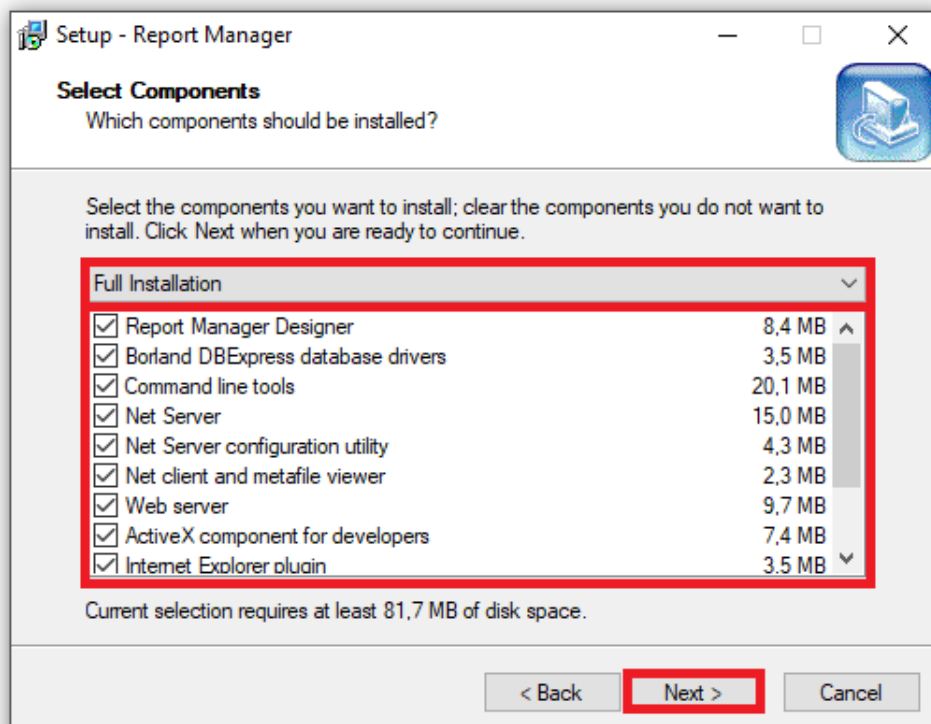 Setup - Report Manager
Select Components
Which components should be installed?
Select the components you want to install; clear the components you do not want to
install. Click Next when you are ready to continue.
Full Installation
Report Manager Designer 8,4 MB
Borland DBExpress database drivers 3,5 MB
Command line tools 20,1 MB
Net Server 15,0 MB
Net Server configuration utility 4,3 MB
Net client and metafile viewer 2,3 MB
Web server 9,7 MB
ActiveX component for developers 7,4 MB
Internet Explorer plugin 3,5 MB
Current selection requires at least 81,7 MB of disk space.
< Back Next > Cancel